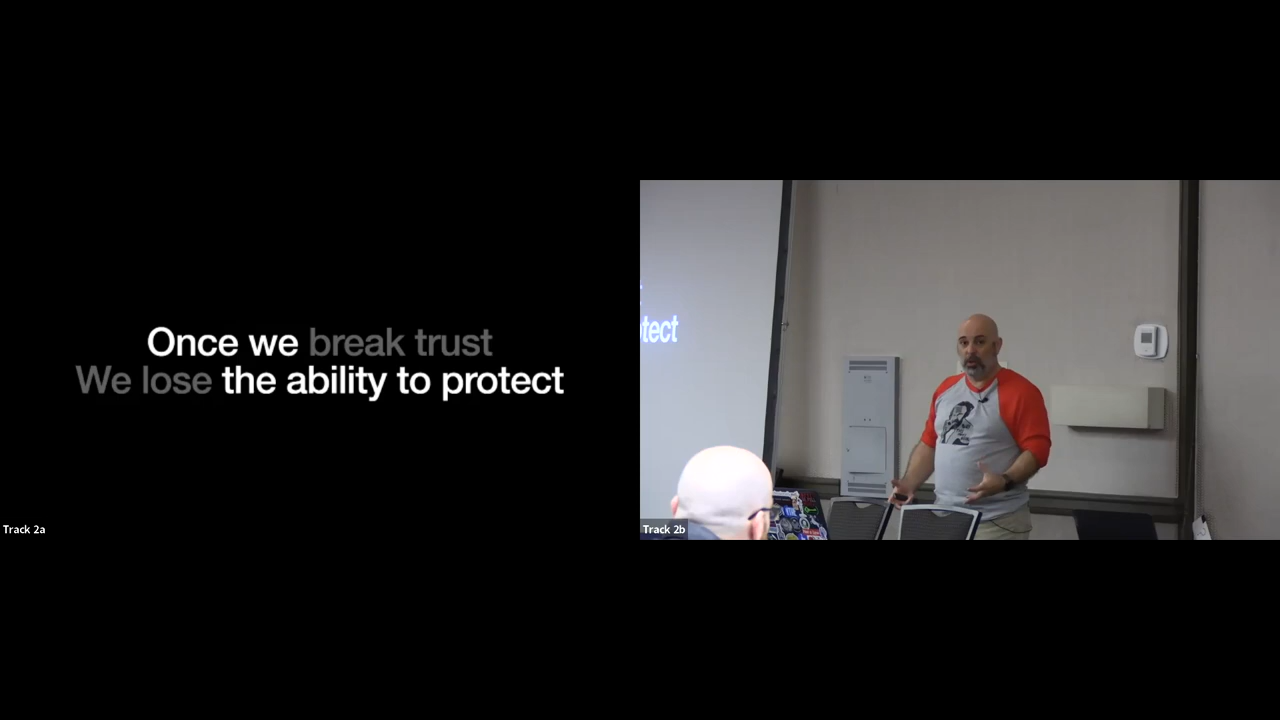 Once we break trust
We lose the ability to protect
Track 2a
tect
Track 2b